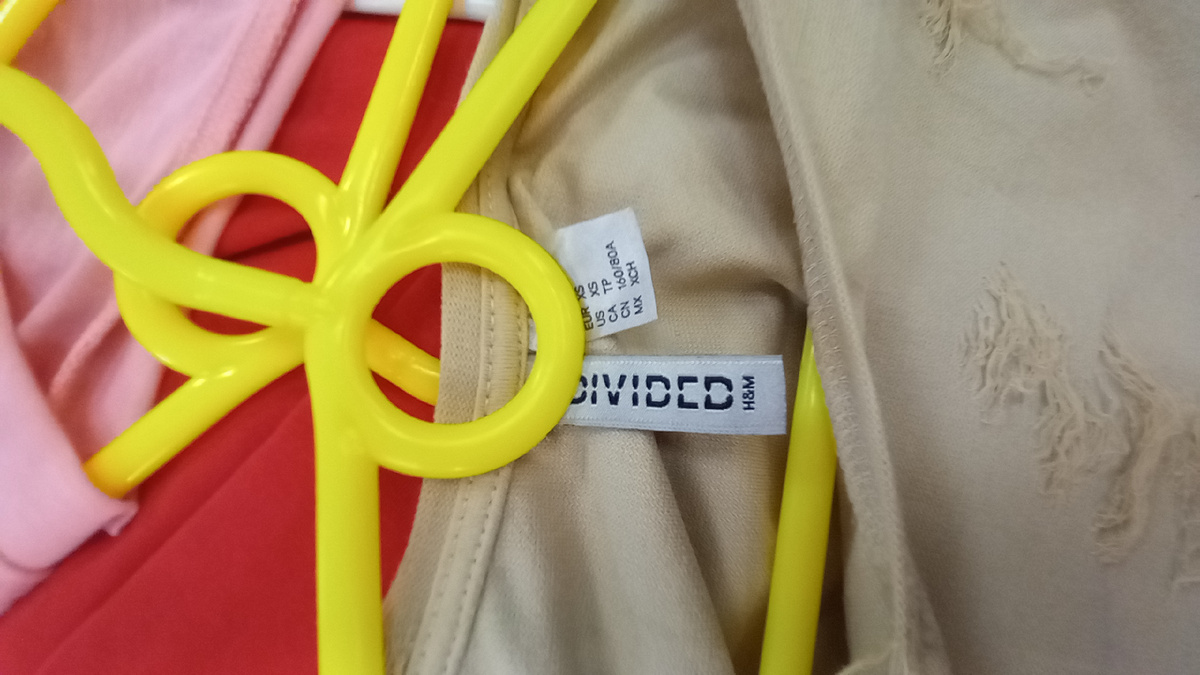 EUR XS
US XS
CA TP
CN 160/80A
MX XCH
DIVIDED
H&M